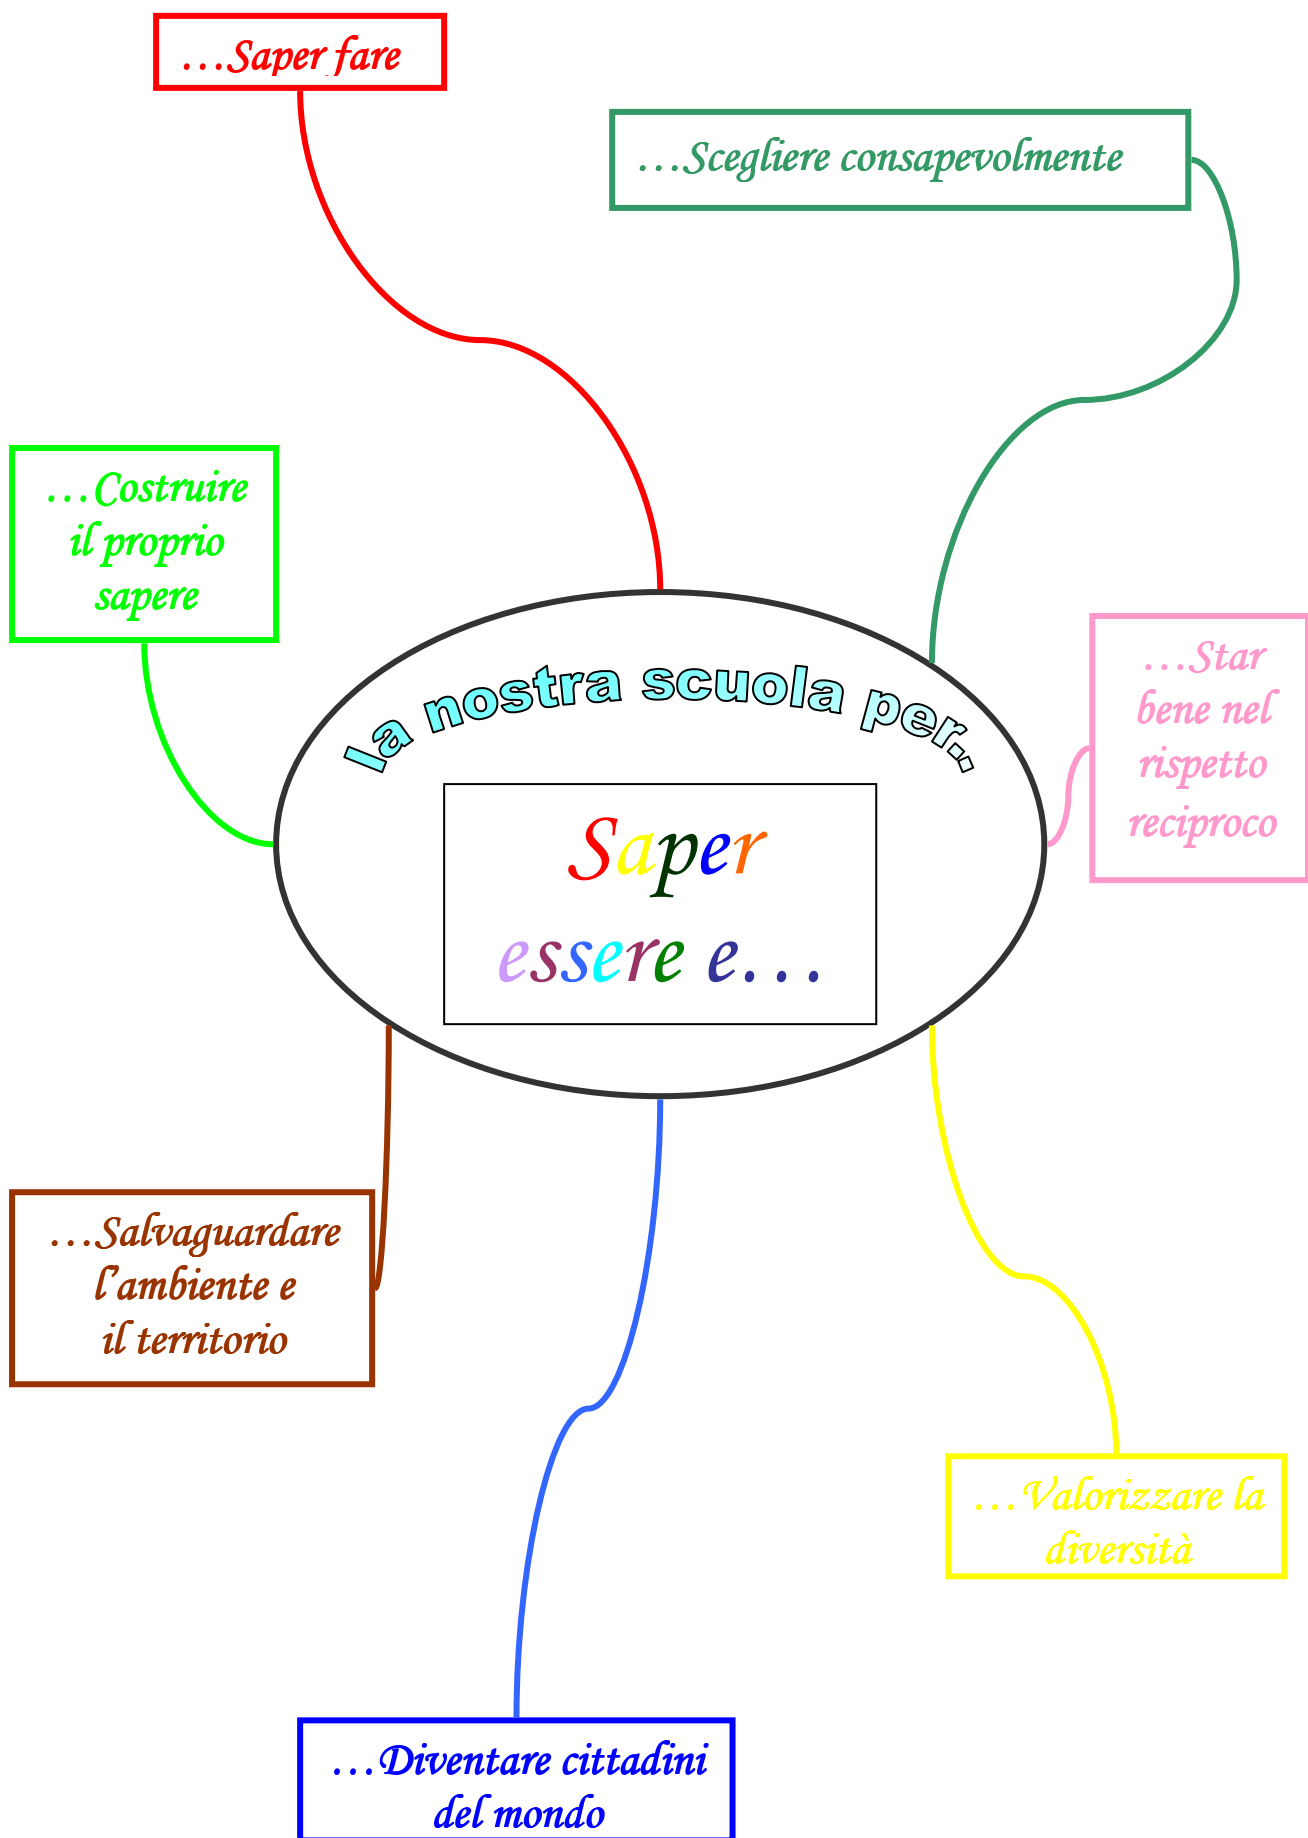 …Saper fare
…Scegliere consapevolmente
…Costruire
il proprio
sapere
…Star
bene nel
rispetto
reciproco
la nostra scuola per..
Saper
essere e…
…Salvaguardare
l’ambiente e
il territorio
…Valorizzare la
diversità
…Diventare cittadini
del mondo